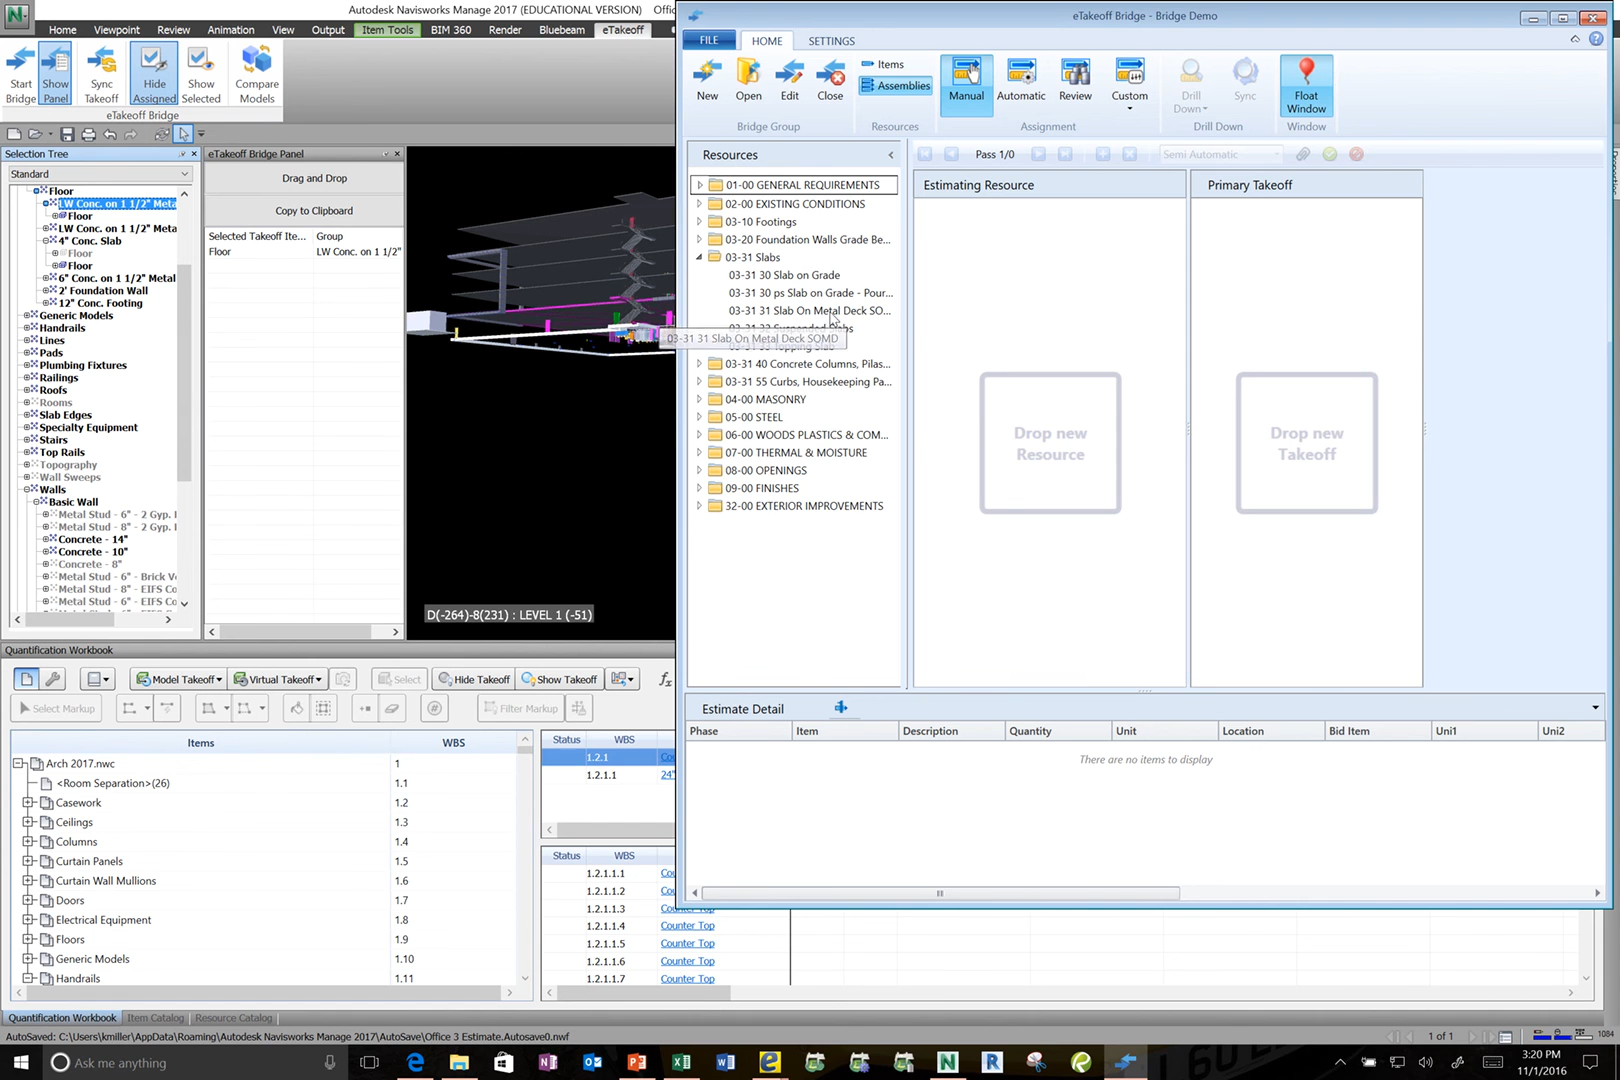 Autodesk Navisworks Manage 2017 (EDUCATIONAL VERSION) Offic
Home Viewpoint Review Animation View Output Item Tools BIM 360 Render Bluebeam eTakeoff
Start Bridge
Show Panel
Sync Takeoff
Hide Assigned
Show Selected
Compare Models
eTakeoff Bridge
Selection Tree
Standard
Floor
LW Conc. on 1 1/2" Meta
Floor
LW Conc. on 1 1/2" Meta
4" Conc. Slab
Floor
Floor
6" Conc. on 1 1/2" Metal
2' Foundation Wall
12" Conc. Footing
Generic Models
Handrails
Lines
Pads
Plumbing Fixtures
Railings
Roofs
Rooms
Slab Edges
Specialty Equipment
Stairs
Top Rails
Topography
Wall Sweeps
Walls
Basic Wall
Metal Stud - 6" - 2 Gyp.
Metal Stud - 8" - 2 Gyp.
Concrete - 14"
Concrete - 10"
Concrete - 8"
Metal Stud - 6" - Brick V
Metal Stud - 8" - EIFS Co
Metal Stud - 6" - EIFS Co
eTakeoff Bridge Panel
Drag and Drop
Copy to Clipboard
Selected Takeoff Ite... Group
Floor LW Conc. on 1 1/2"
D(-264)-8(231) : LEVEL 1 (-51)
eTakeoff Bridge - Bridge Demo
FILE HOME SETTINGS
New Open Edit Close
Bridge Group
Items
Assemblies
Resources
Manual Automatic Review Custom
Assignment
Drill Down
Sync
Drill Down
Float Window
Window
Resources
Pass 1/0
Semi Automatic
01-00 GENERAL REQUIREMENTS
02-00 EXISTING CONDITIONS
03-10 Footings
03-20 Foundation Walls Grade Be...
03-31 Slabs
03-31 30 Slab on Grade
03-31 30 ps Slab on Grade - Pour...
03-31 31 Slab On Metal Deck SO...
03-31 31 Slab On Metal Deck SOMD
03-31 40 Concrete Columns, Pilas...
03-31 55 Curbs, Housekeeping Pa...
04-00 MASONRY
05-00 STEEL
06-00 WOODS PLASTICS & COM...
07-00 THERMAL & MOISTURE
08-00 OPENINGS
09-00 FINISHES
32-00 EXTERIOR IMPROVEMENTS
Estimating Resource
Drop new Resource
Primary Takeoff
Drop new Takeoff
Estimate Detail
Phase Item Description Quantity Unit Location Bid Item Uni1 Uni2
There are no items to display
Quantification Workbook
Model Takeoff Virtual Takeoff Select Hide Takeoff Show Takeoff fx
Select Markup Filter Markup
Items WBS
Arch 2017.nwc 1
<Room Separation>(26) 1.1
Casework 1.2
Ceilings 1.3
Columns 1.4
Curtain Panels 1.5
Curtain Wall Mullions 1.6
Doors 1.7
Electrical Equipment 1.8
Floors 1.9
Generic Models 1.10
Handrails 1.11
Status WBS
1.2.1 Co
1.2.1.1 24"
Status WBS
1.2.1.1.1 Cou
1.2.1.1.2 Cou
1.2.1.1.3 Counter Top
1.2.1.1.4 Counter Top
1.2.1.1.5 Counter Top
1.2.1.1.6 Counter Top
1.2.1.1.7 Counter Top
Quantification Workbook Item Catalog Resource Catalog
AutoSaved: C:\Users\kmiller\AppData\Roaming\Autodesk Navisworks Manage 2017\AutoSave\Office 3 Estimate.Autosave0.nwf
1 of 1
1084
Ask me anything
3:20 PM
11/1/2016